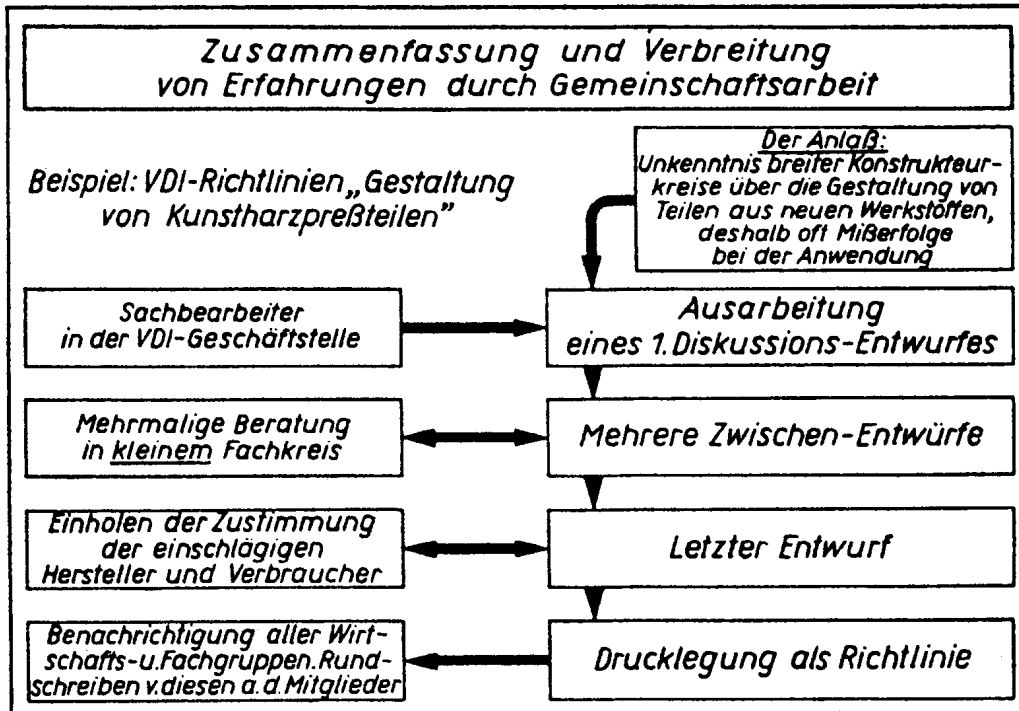 Zusammenfassung und Verbreitung
von Erfahrungen durch Gemeinschaftsarbeit
Beispiel: VDI-Richtlinien „Gestaltung
von Kunstharzpreßteilen”
Der Anlaß:
Unkenntnis breiter Konstrukteur-
kreise über die Gestaltung von
Teilen aus neuen Werkstoffen,
deshalb oft Mißerfolge
bei der Anwendung
Sachbearbeiter
in der VDI-Geschäftstelle
Ausarbeitung
eines 1. Diskussions-Entwurfes
Mehrmalige Beratung
in kleinem Fachkreis
Mehrere Zwischen-Entwürfe
Einholen der Zustimmung
der einschlägigen
Hersteller und Verbraucher
Letzter Entwurf
Benachrichtigung aller Wirt-
schafts-u. Fachgruppen. Rund-
schreiben v. diesen a. d. Mitglieder
Drucklegung als Richtlinie